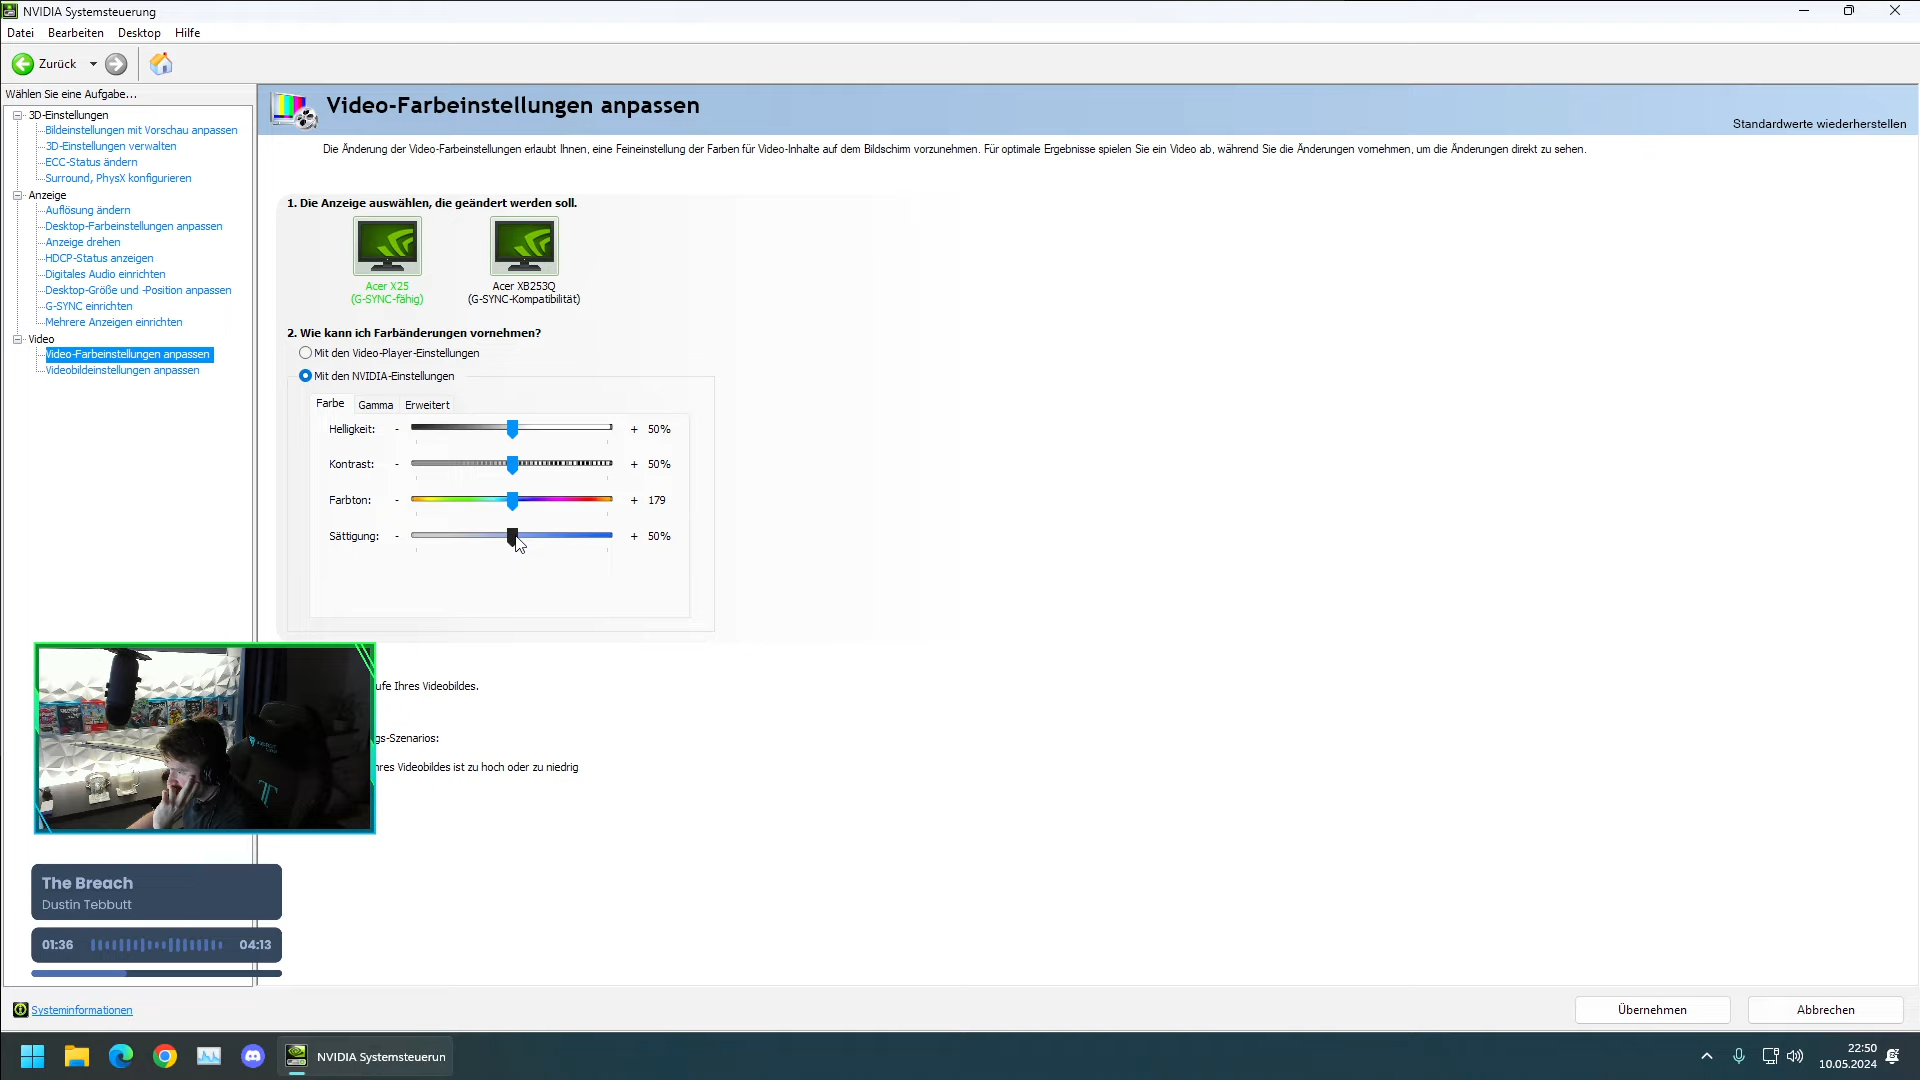 NVIDIA Systemsteuerung
Datei Bearbeiten Desktop Hilfe
Zurück
Wählen Sie eine Aufgabe...
3D-Einstellungen
Bildeinstellungen mit Vorschau anpassen
3D-Einstellungen verwalten
ECC-Status ändern
Surround, PhysX konfigurieren
Anzeige
Auflösung ändern
Desktop-Farbeinstellungen anpassen
Anzeige drehen
HDCP-Status anzeigen
Digitales Audio einrichten
Desktop-Größe und -Position anpassen
G-SYNC einrichten
Mehrere Anzeigen einrichten
Video
Video-Farbeinstellungen anpassen
Videobildeinstellungen anpassen
Video-Farbeinstellungen anpassen
Standardwerte wiederherstellen
Die Änderung der Video-Farbeinstellungen erlaubt Ihnen, eine Feineinstellung der Farben für Video-Inhalte auf dem Bildschirm vorzunehmen. Für optimale Ergebnisse spielen Sie ein Video ab, während Sie die Änderungen vornehmen, um die Änderungen direkt zu sehen.
1. Die Anzeige auswählen, die geändert werden soll.
Acer X25
(G-SYNC-fähig)
Acer XB253Q
(G-SYNC-Kompatibilität)
2. Wie kann ich Farbänderungen vornehmen?
Mit den Video-Player-Einstellungen
Mit den NVIDIA-Einstellungen
Farbe Gamma Erweitert
Helligkeit: - + 50%
Kontrast: - + 50%
Farbton: - + 179
Sättigung: - + 50%
ufe Ihres Videobildes.
gs-Szenarios:
hres Videobildes ist zu hoch oder zu niedrig
The Breach
Dustin Tebbutt
01:36 04:13
Systeminformationen
Übernehmen Abbrechen
NVIDIA Systemsteuerun
22:50
10.05.2024